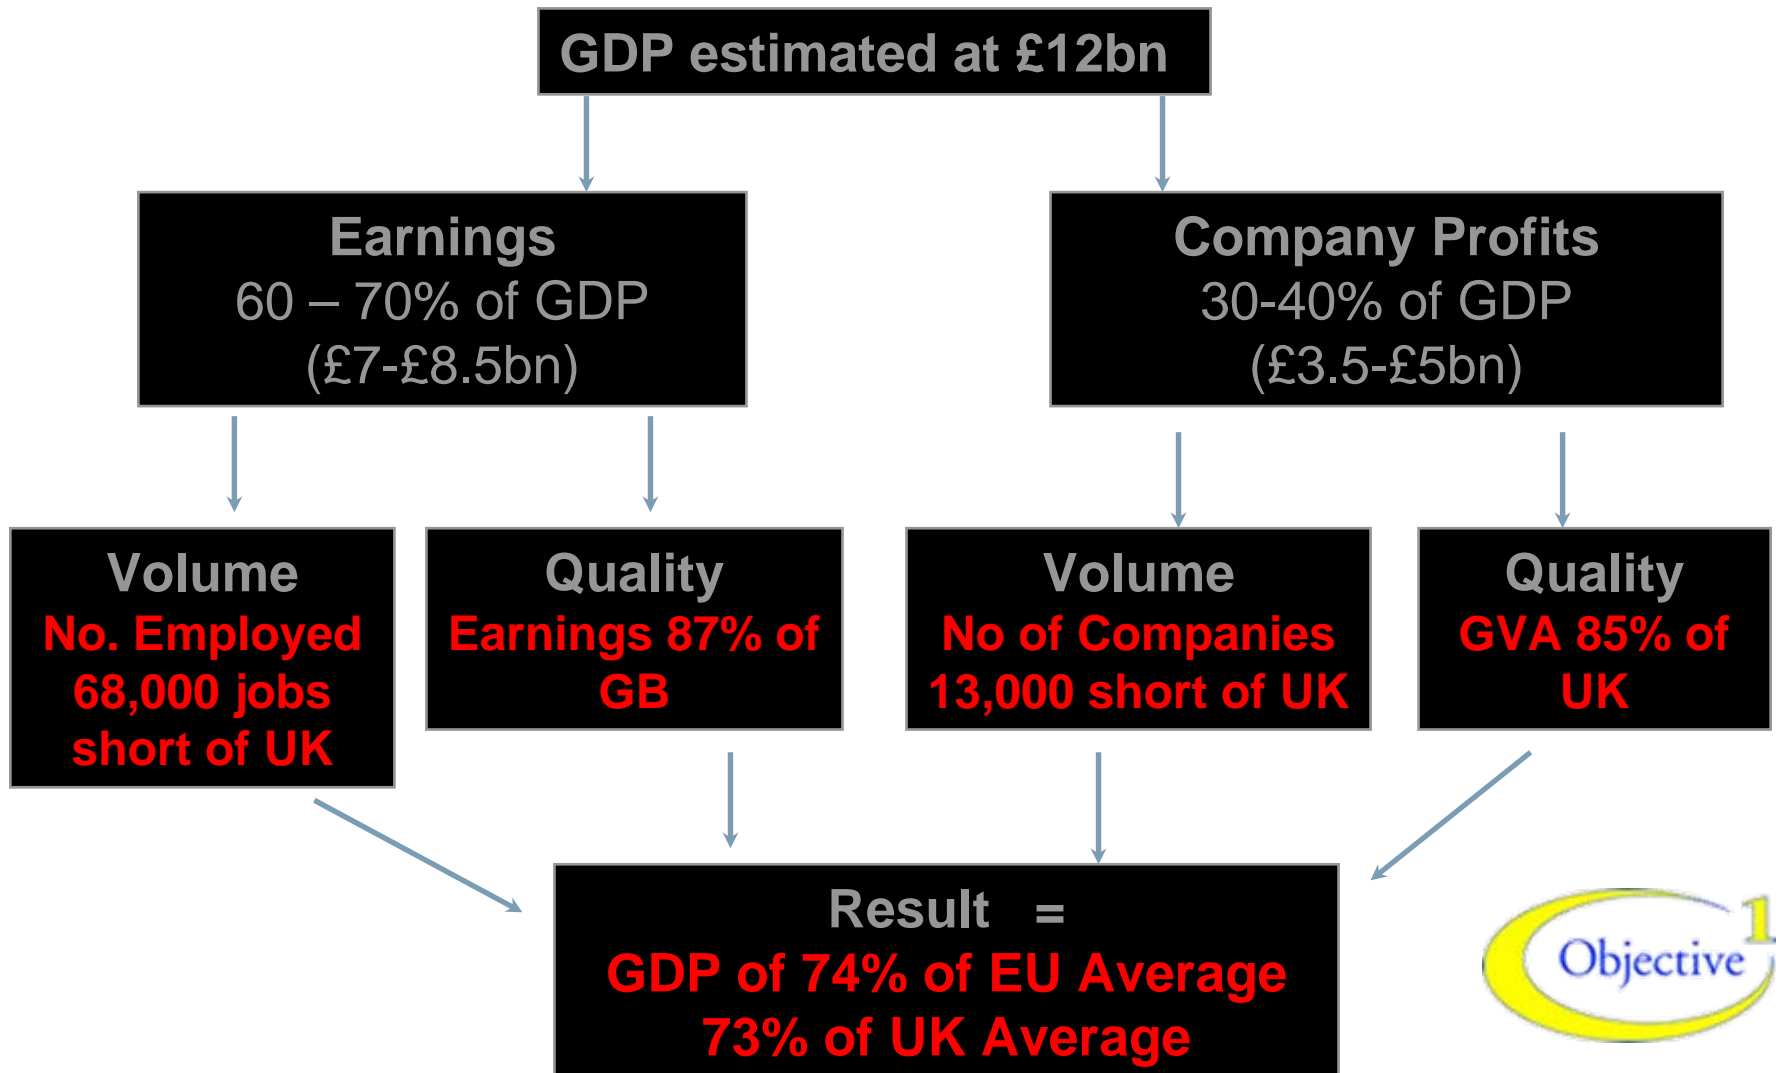 GDP estimated at £12bn
Earnings
60 – 70% of GDP
(£7-£8.5bn)
Company Profits
30-40% of GDP
(£3.5-£5bn)
Volume
No. Employed
68,000 jobs
short of UK
Quality
Earnings 87% of
GB
Volume
No of Companies
13,000 short of UK
Quality
GVA 85% of
UK
Result =
GDP of 74% of EU Average
73% of UK Average
Objective 1